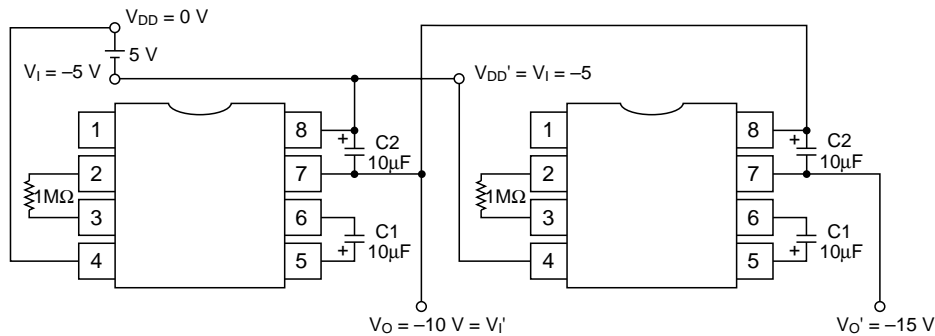 VDD = 0 V
5 V
VI = –5 V
VDD' = VI = –5
1
2
3
4
8
7
6
5
1MΩ
+
C2
10μF
C1
10μF
+
1
2
3
4
8
7
6
5
1MΩ
+
C2
10μF
C1
10μF
+
VO = –10 V = VI'
VO' = –15 V